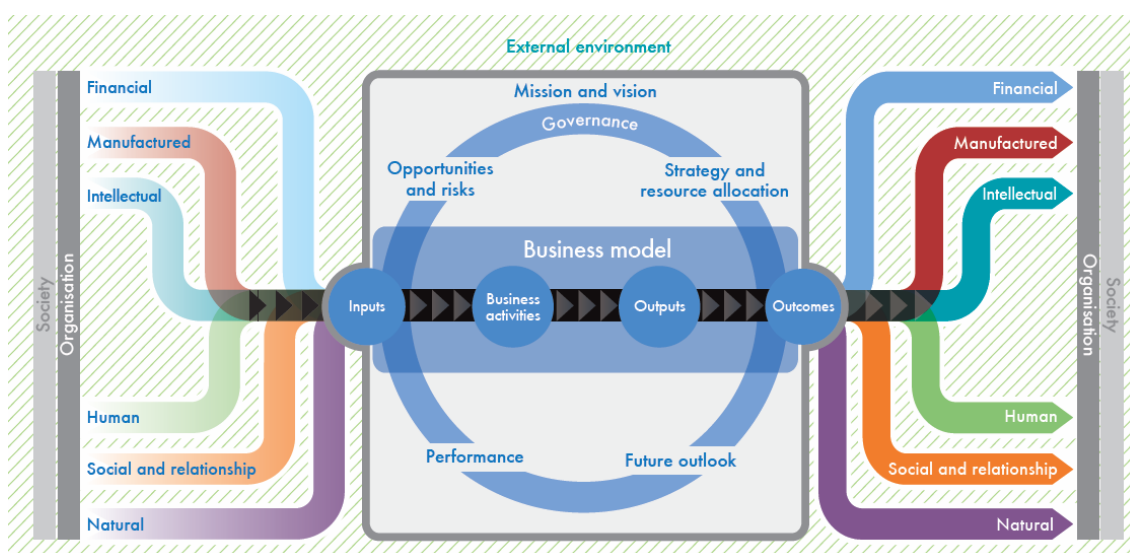 External environment
Financial
Manufactured
Intellectual
Human
Social and relationship
Natural
Society
Organisation
Mission and vision
Governance
Opportunities
and risks
Strategy and
resource allocation
Business model
Inputs
Business
activities
Outputs
Outcomes
Performance
Future outlook
Financial
Manufactured
Intellectual
Human
Social and relationship
Natural
Organisation
Society